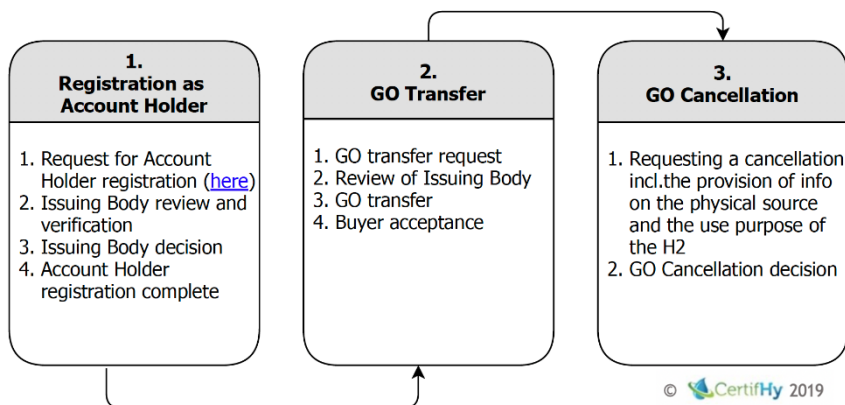 1.
Registration as
Account Holder
1. Request for Account
Holder registration (here)
2. Issuing Body review and
verification
3. Issuing Body decision
4. Account Holder
registration complete
2.
GO Transfer
1. GO transfer request
2. Review of Issuing Body
3. GO transfer
4. Buyer acceptance
3.
GO Cancellation
1. Requesting a cancellation
incl.the provision of info
on the physical source
and the use purpose of
the H2
2. GO Cancellation decision
© CertifHy 2019